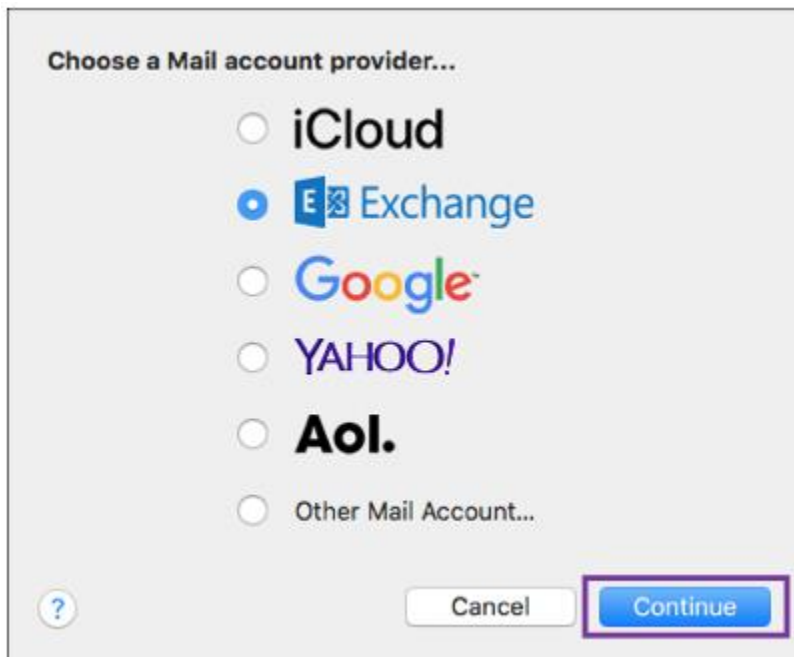 Choose a Mail account provider...
iCloud
E Exchange
Google
YAHOO!
Aol.
Other Mail Account...
? Cancel Continue